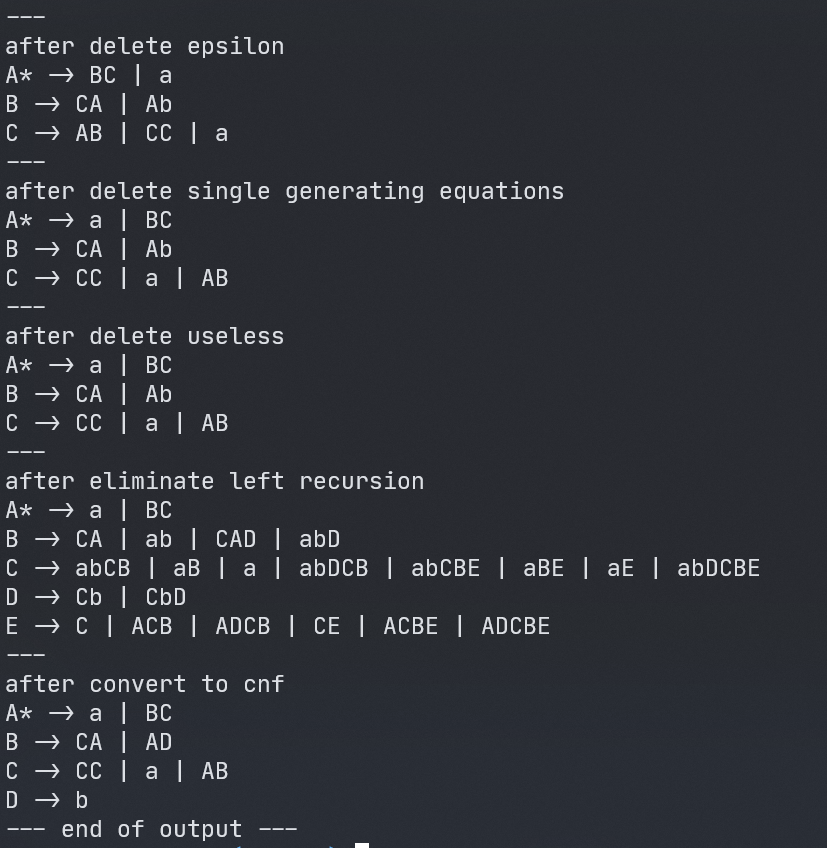 ---
after delete epsilon
A* -> BC | a
B -> CA | Ab
C -> AB | CC | a
---
after delete single generating equations
A* -> a | BC
B -> CA | Ab
C -> CC | a | AB
---
after delete useless
A* -> a | BC
B -> CA | Ab
C -> CC | a | AB
---
after eliminate left recursion
A* -> a | BC
B -> CA | ab | CAD | abD
C -> abCB | aB | a | abDCB | abCBE | aBE | aE | abDCBE
D -> Cb | CbD
E -> C | ACB | ADCB | CE | ACBE | ADCBE
---
after convert to cnf
A* -> a | BC
B -> CA | AD
C -> CC | a | AB
D -> b
--- end of output ---